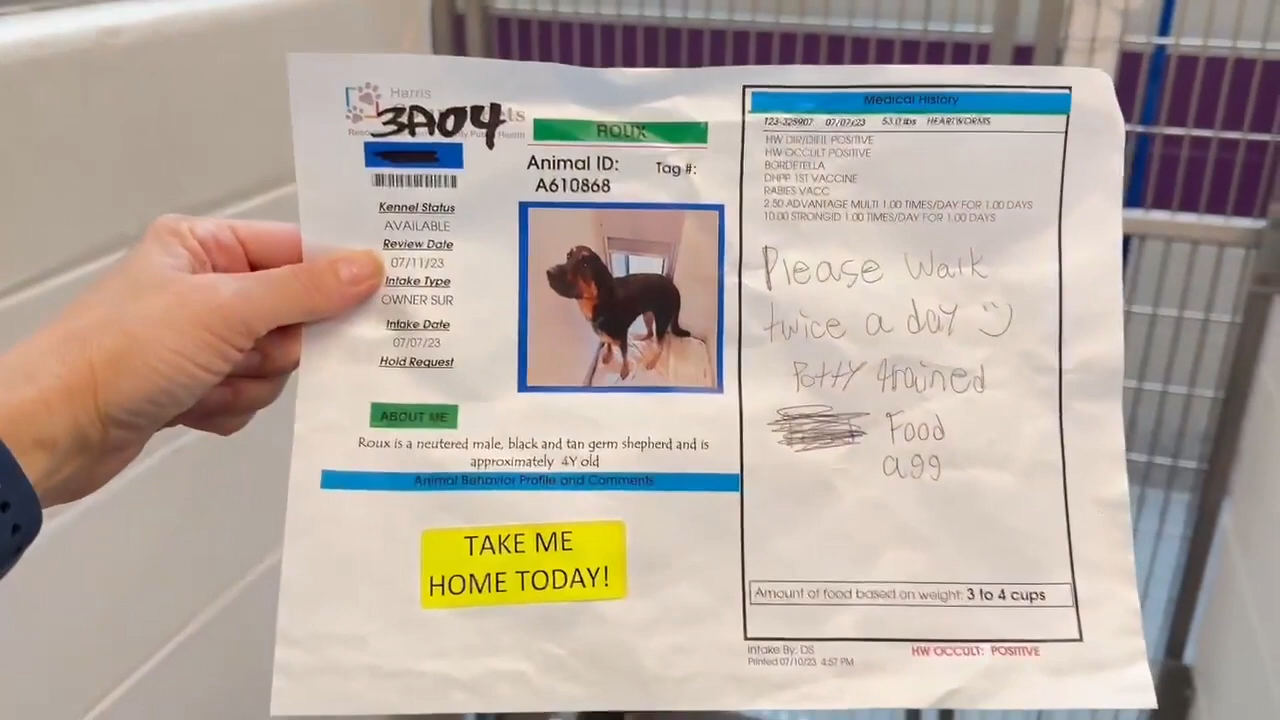 Harris
3A04
ROUX
Animal ID: Tag #:
A610868
Kennel Status
AVAILABLE
Review Date
07/11/23
Intake Type
OWNER SUR
Intake Date
07/07/23
Hold Request
ABOUT ME
Roux is a neutered male, black and tan germ shepherd and is
approximately 4Y old
Animal Behavior Profile and Comments
TAKE ME
HOME TODAY!
Medical History
123-325907 07/07/23 53.0 lbs HEARTWORMS
HW DIR/DIFIL POSITIVE
HW OCCULT POSITIVE
BORDETELLA
DHPP 1ST VACCINE
RABIES VACC
2.50 ADVANTAGE MULTI 1.00 TIMES/DAY FOR 1.00 DAYS
10.00 STRONGID 1.00 TIMES/DAY FOR 1.00 DAYS
Please walk
twice a day
Potty trained
Food
agg
Amount of food based on weight: 3 to 4 cups
Intake By: DS
Printed 07/10/23 4:57 PM
HW OCCULT: POSITIVE